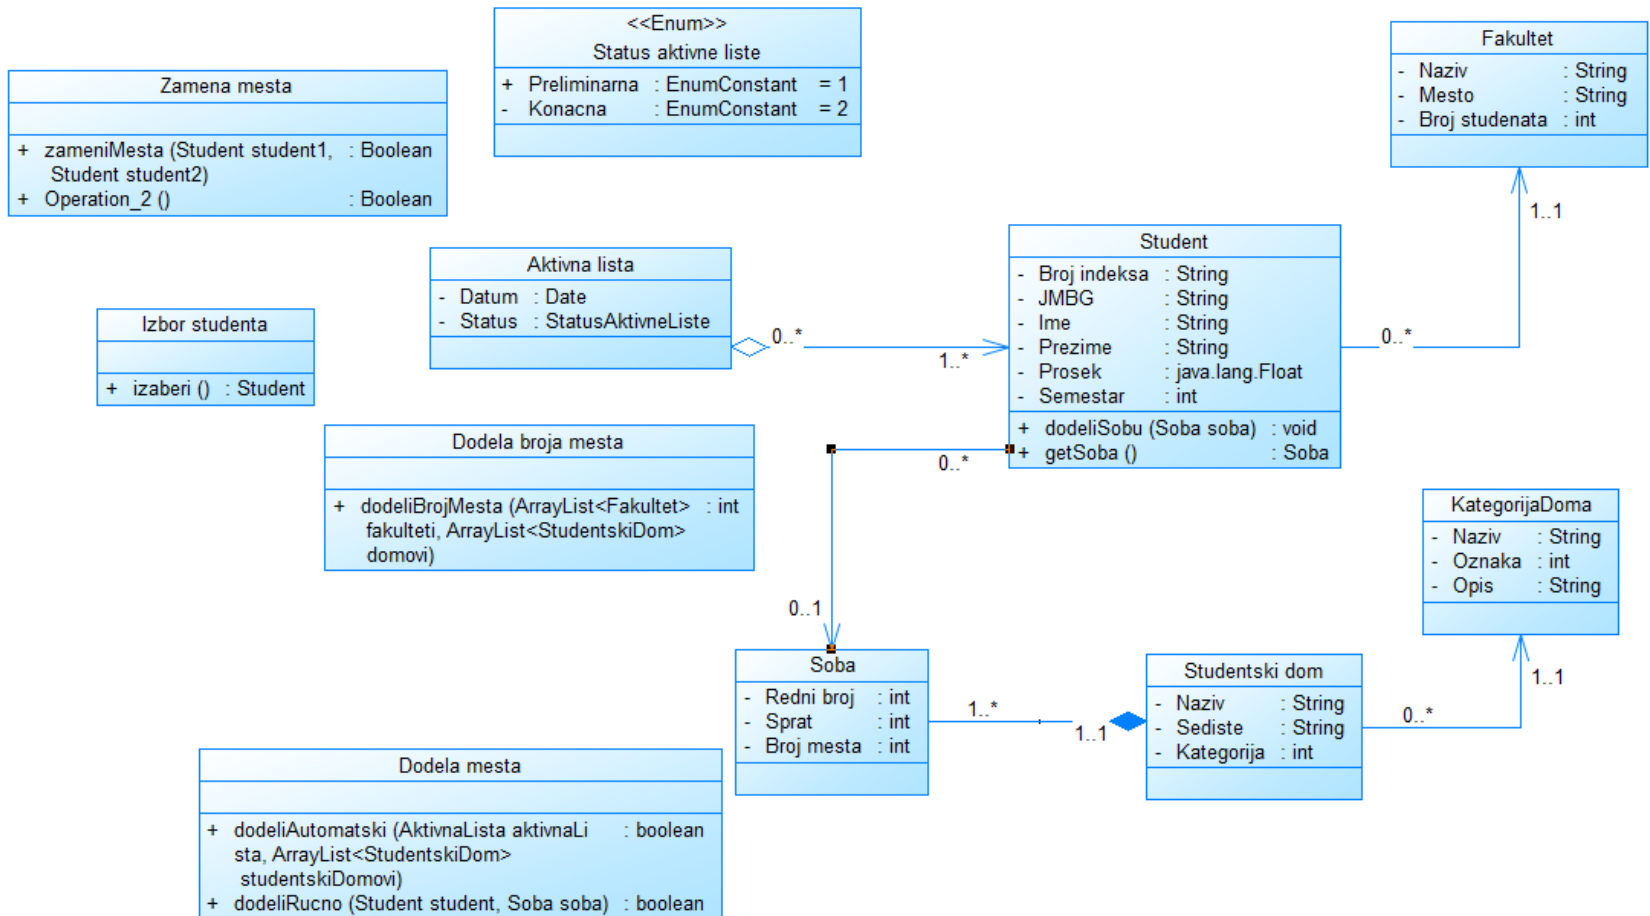 <<Enum>>
Status aktivne liste
+ Preliminarna : EnumConstant = 1
- Konacna : EnumConstant = 2
Fakultet
- Naziv : String
- Mesto : String
- Broj studenata : int
Zamena mesta
+ zameniMesta (Student student1, : Boolean
Student student2)
+ Operation_2 () : Boolean
1..1
Student
- Broj indeksa : String
- JMBG : String
- Ime : String
- Prezime : String
- Prosek : java.lang.Float
- Semestar : int
+ dodeliSobu (Soba soba) : void
+ getSoba () : Soba
0..*
Aktivna lista
- Datum : Date
- Status : StatusAktivneListe
0..*
1..*
Izbor studenta
+ izaberi () : Student
Dodela broja mesta
+ dodeliBrojMesta (ArrayList<Fakultet> : int
fakulteti, ArrayList<StudentskiDom>
domovi)
0..*
0..1
KategorijaDoma
- Naziv : String
- Oznaka : int
- Opis : String
1..1
Soba
- Redni broj : int
- Sprat : int
- Broj mesta : int
1..*
1..1
Studentski dom
- Naziv : String
- Sediste : String
- Kategorija : int
0..*
Dodela mesta
+ dodeliAutomatski (AktivnaLista aktivnaLi : boolean
sta, ArrayList<StudentskiDom>
studentskiDomovi)
+ dodeliRucno (Student student, Soba soba) : boolean